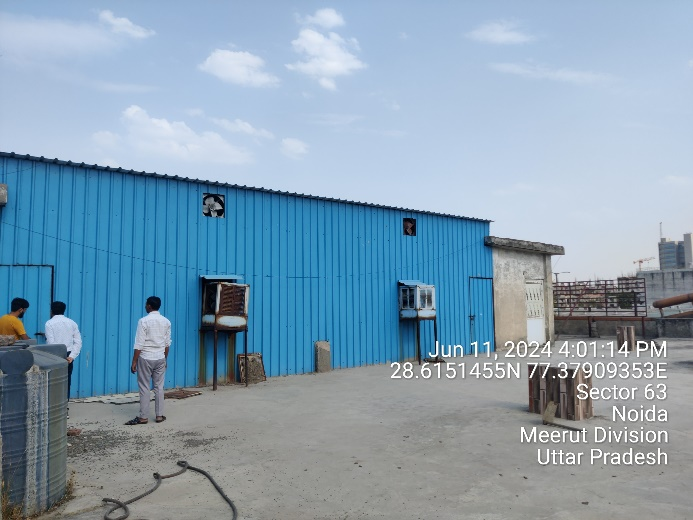 Jun 11, 2024 4:01:14 PM
28.6151455N 77.37909353E
Sector 63
Noida
Meerut Division
Uttar Pradesh